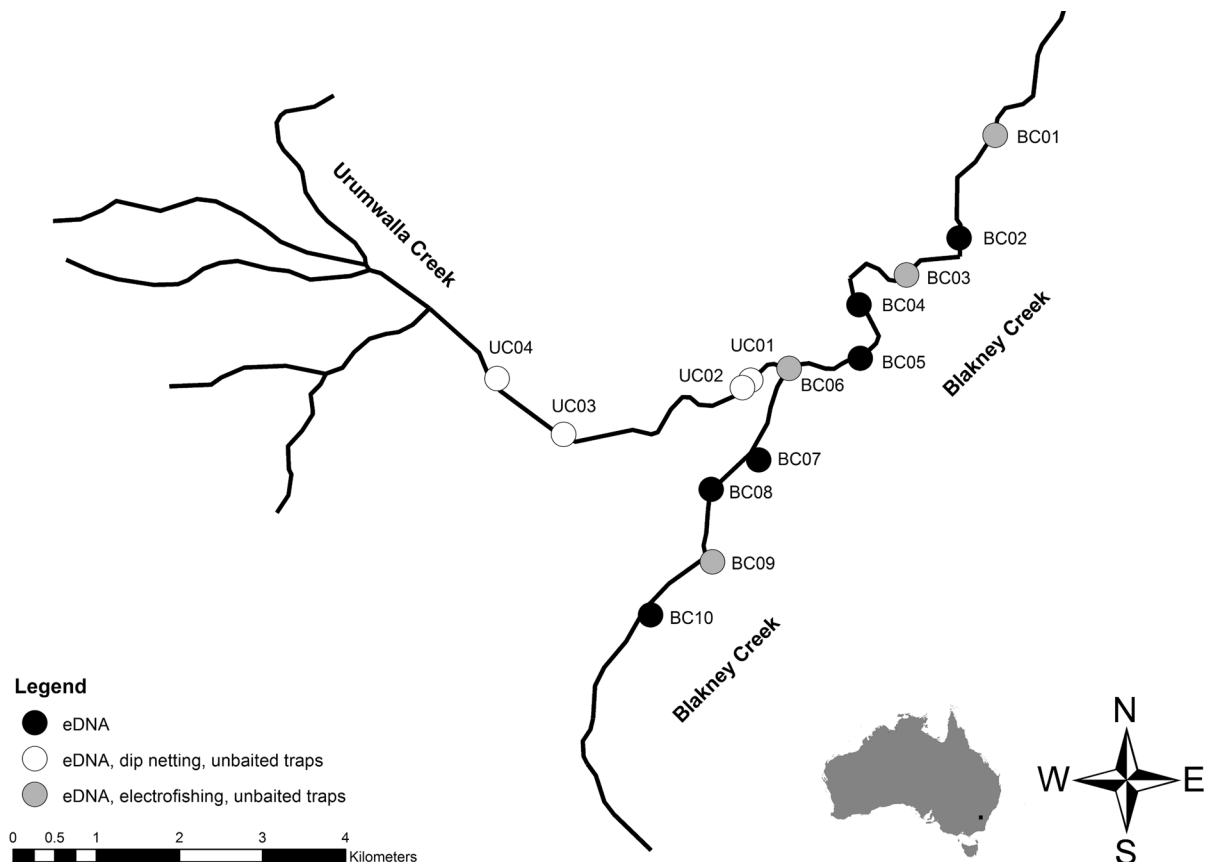 BC01
Urumwalla Creek
BC02
BC03
BC04
Blakney Creek
UC01
UC04
BC05
UC02
BC06
UC03
BC07
BC08
BC09
BC10
Blakney Creek
Legend
eDNA
eDNA, dip netting, unbaited traps
eDNA, electrofishing, unbaited traps
0 0.5 1 2 3 4
Kilometers
N
W E
S